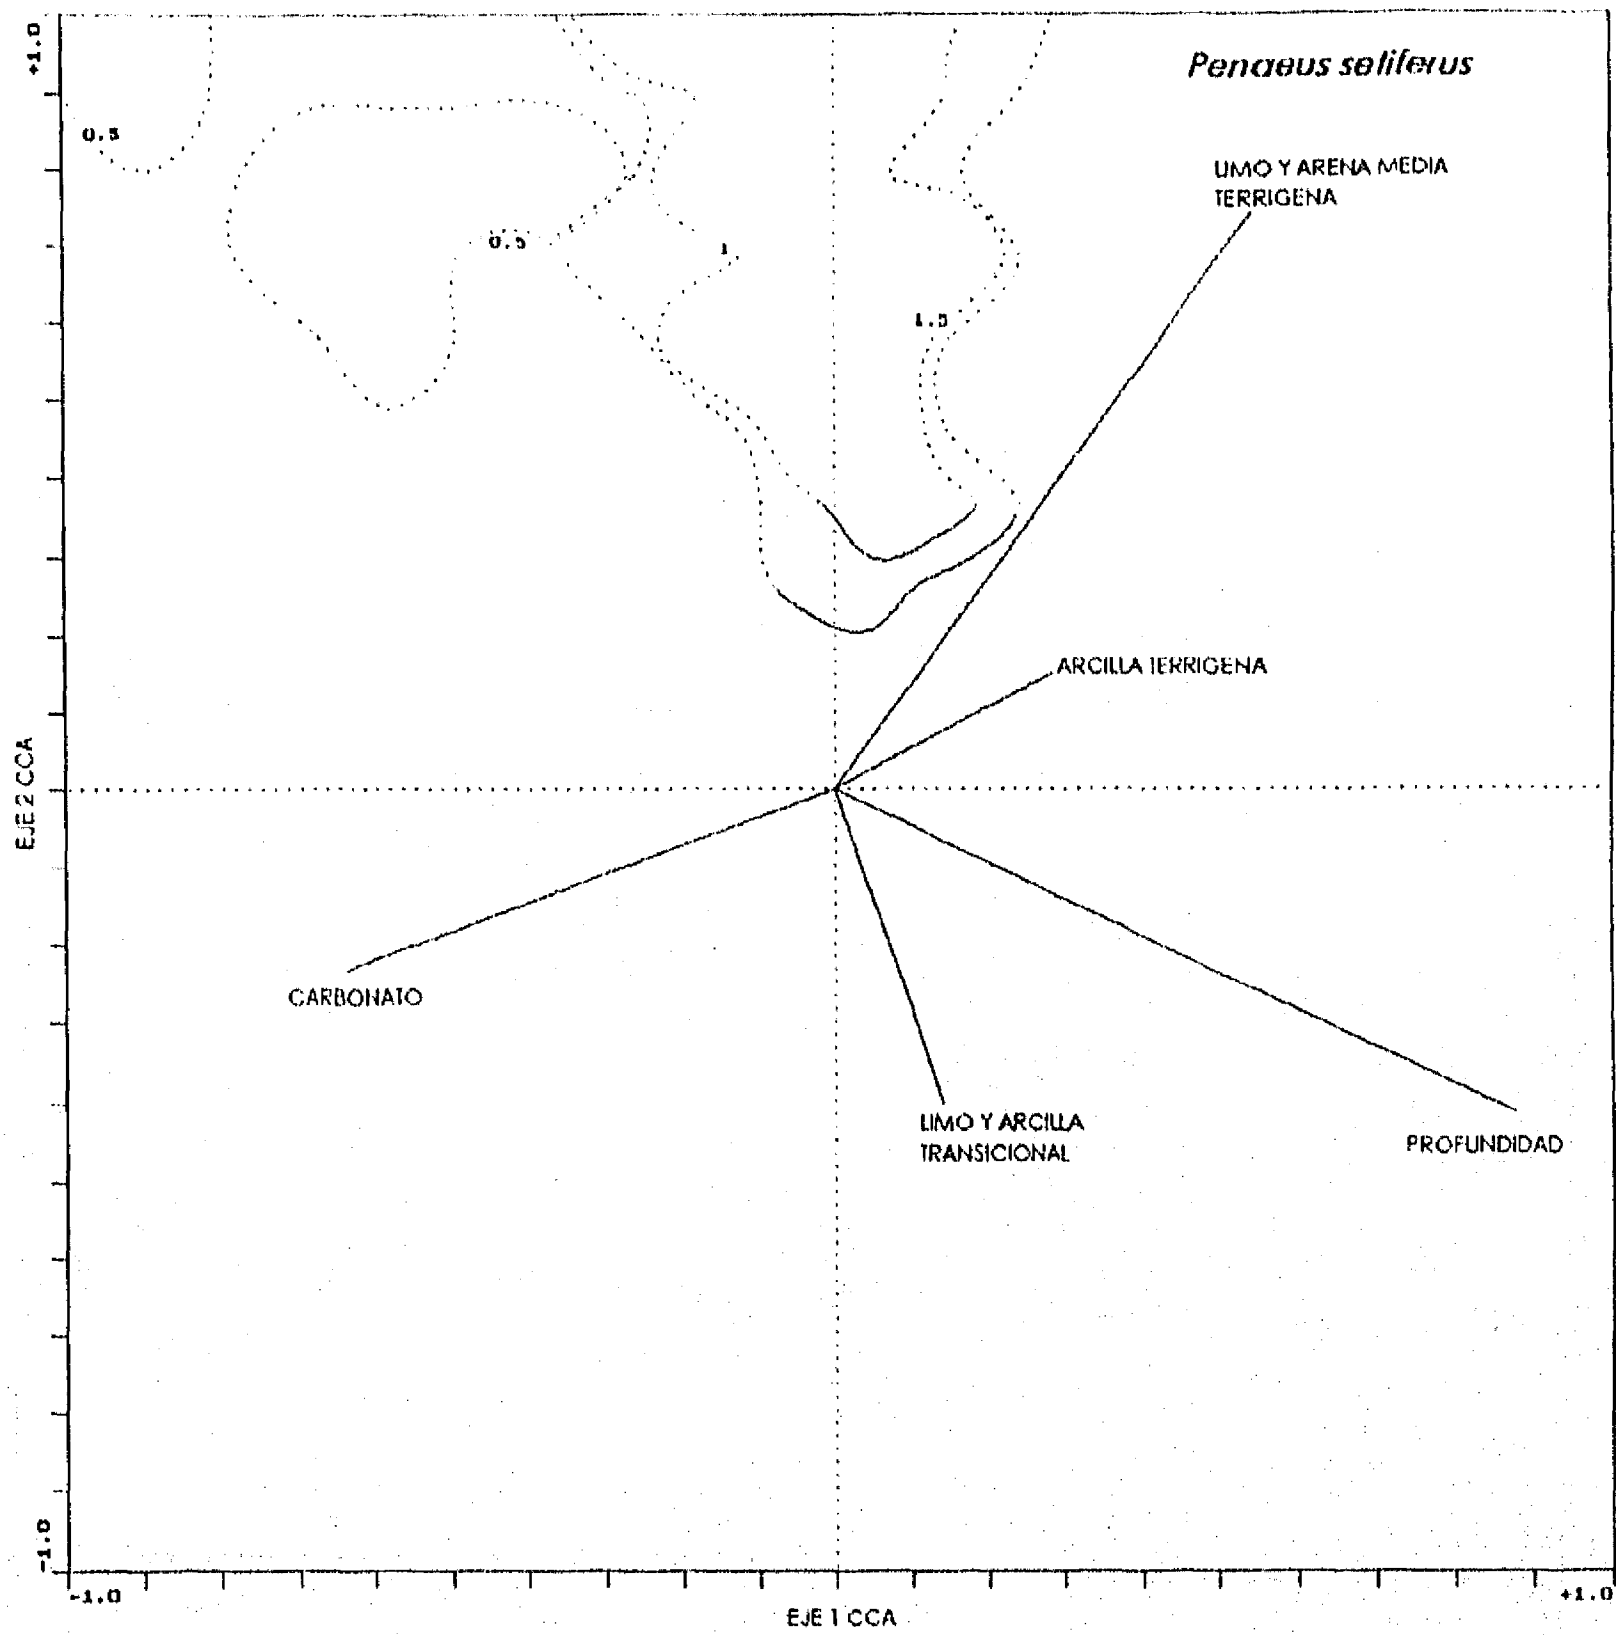 +1.0
Penaeus setiferus
0.5
LIMO Y ARENA MEDIA
TERRIGENA
0.5
1
1.5
ARCILLA TERRIGENA
EJE 2 CCA
CARBONATO
LIMO Y ARCILLA
TRANSICIONAL
PROFUNDIDAD
-1.0
-1.0
+1.0
EJE 1 CCA